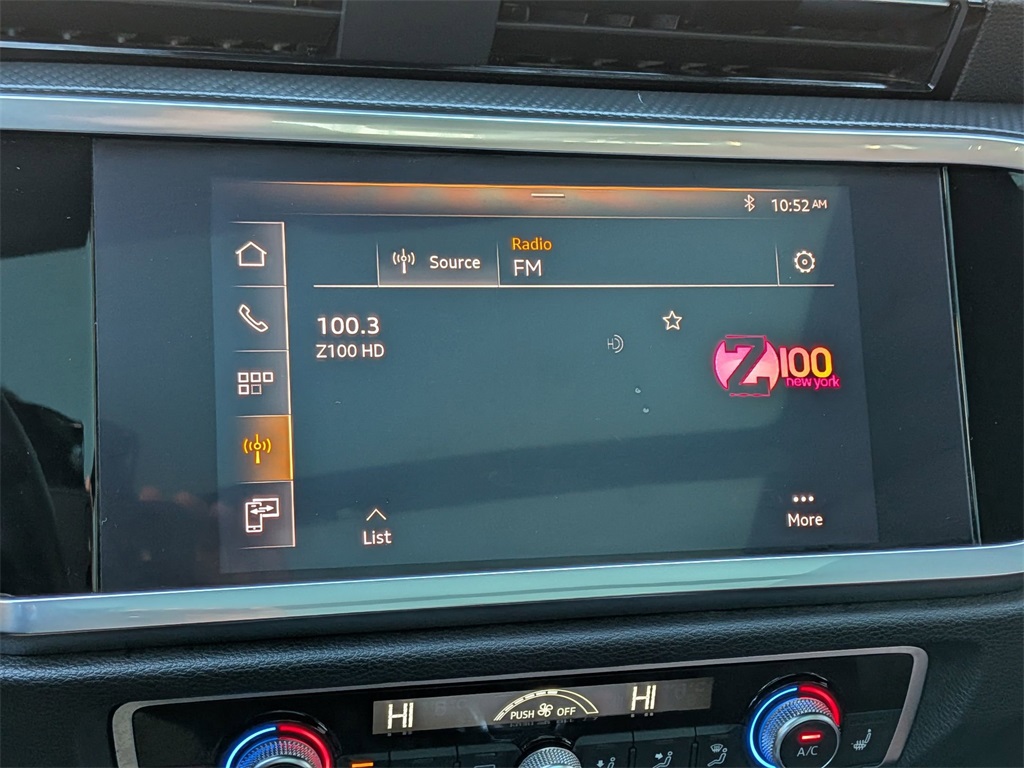 10:52 AM
Source
Radio
FM
100.3
Z100 HD
HD
Z100
new york
List
More
HI
PUSH OFF
HI
A/C